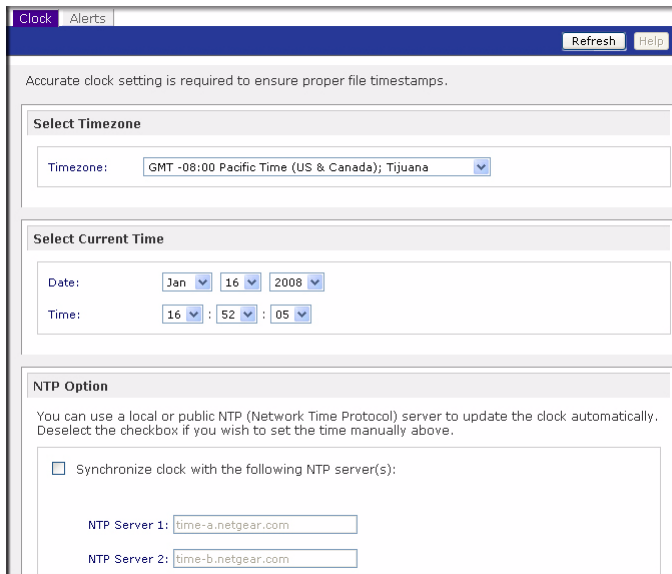 Clock Alerts
Refresh Help
Accurate clock setting is required to ensure proper file timestamps.
Select Timezone
Timezone: GMT -08:00 Pacific Time (US & Canada); Tijuana
Select Current Time
Date: Jan 16 2008
Time: 16 : 52 : 05
NTP Option
You can use a local or public NTP (Network Time Protocol) server to update the clock automatically.
Deselect the checkbox if you wish to set the time manually above.
Synchronize clock with the following NTP server(s):
NTP Server 1: time-a.netgear.com
NTP Server 2: time-b.netgear.com